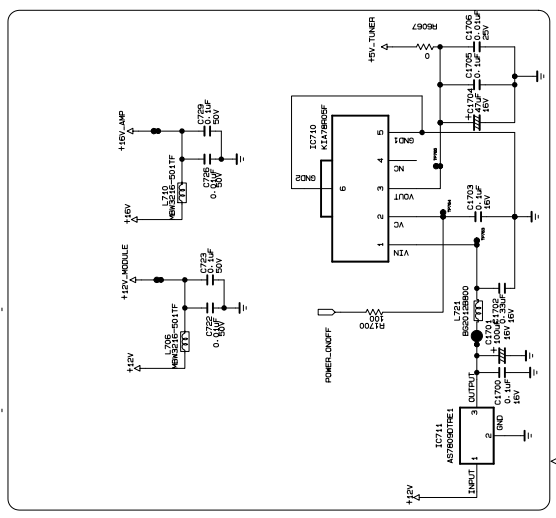 +5V_TUNER
R6067
0
C1706
0.01uF
25V
C1705
0.1uF
C1704
47uF
16V
+16V_AMP
C729
0.1uF
50V
C726
0.01uF
50V
L710
MBW3216-501TF
+16V
IC710
KIA78R05F
GND2
6
5
GND1
4
NC
3
VOUT
2
VC
1
VIN
C1703
0.1uF
16V
+12V_MODULE
C723
0.1uF
50V
C722
0.01uF
50V
L706
MBW3216-501TF
+12V
POWER_ONOFF
R1700
100
L721
BG2012B800
C1702
0.33uF
16V
C1701
100uF
16V
C1700
0.1uF
16V
OUTPUT
3
IC711
AS7809DTRE1
2
GND
1
INPUT
+12V